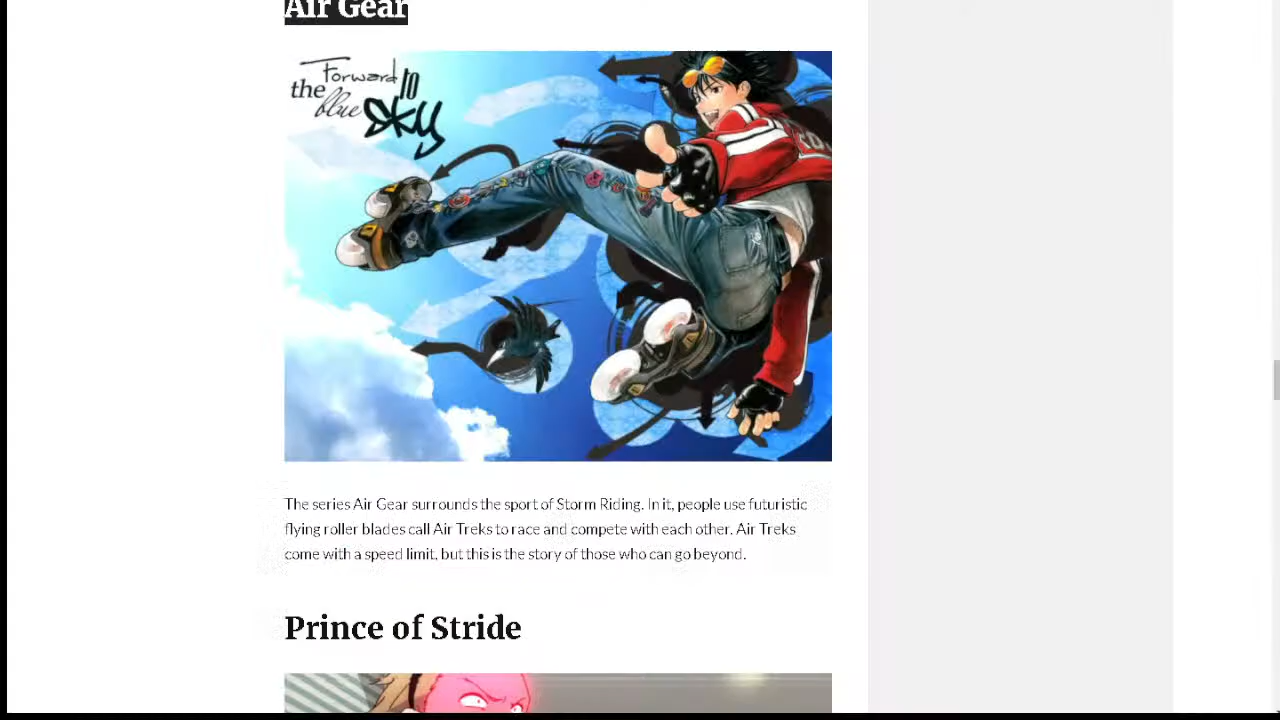 Air Gear
Forward
the
to
blue
sky
The series Air Gear surrounds the sport of Storm Riding. In it, people use futuristic
flying roller blades call Air Treks to race and compete with each other. Air Treks
come with a speed limit, but this is the story of those who can go beyond.
Prince of Stride